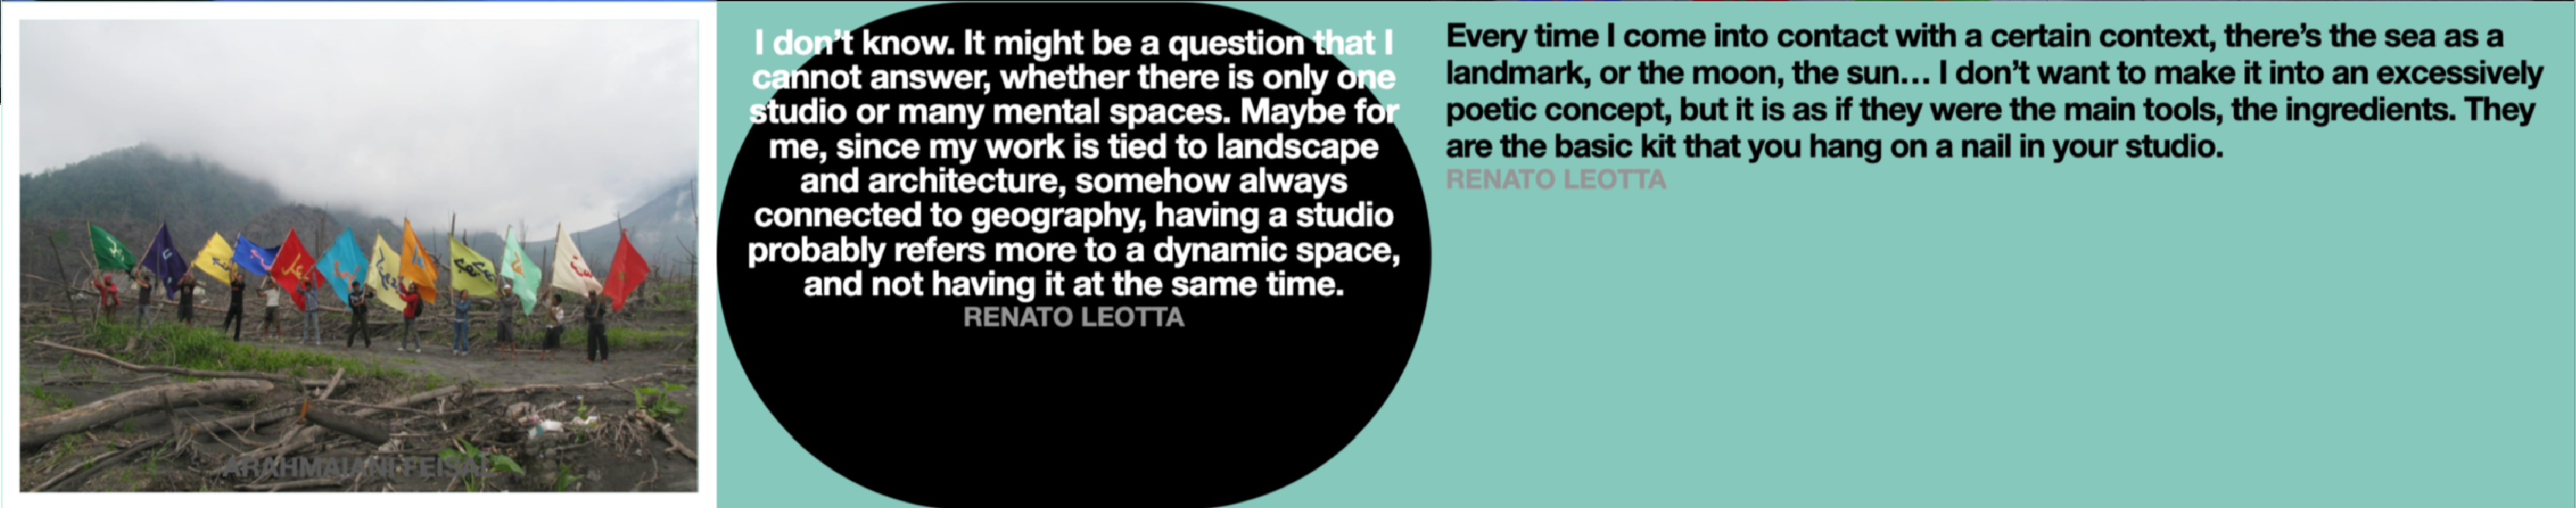 ARAHMAIANI FEISAL
I don't know. It might be a question that I
cannot answer, whether there is only one
studio or many mental spaces. Maybe for
me, since my work is tied to landscape
and architecture, somehow always
connected to geography, having a studio
probably refers more to a dynamic space,
and not having it at the same time.
RENATO LEOTTA
Every time I come into contact with a certain context, there's the sea as a
landmark, or the moon, the sun… I don't want to make it into an excessively
poetic concept, but it is as if they were the main tools, the ingredients. They
are the basic kit that you hang on a nail in your studio.
RENATO LEOTTA